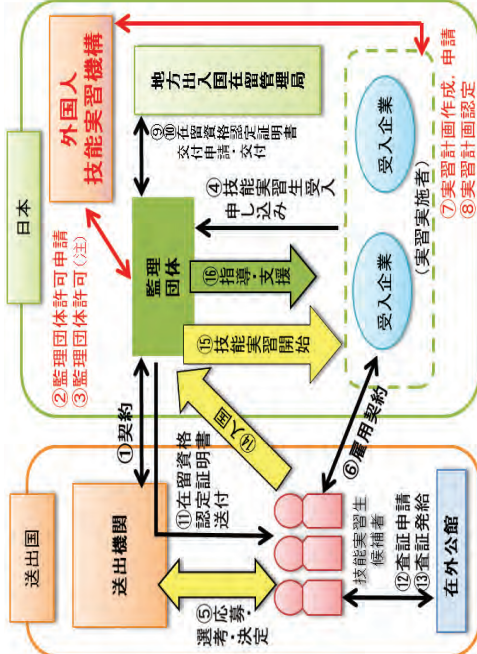 送出国
送出機関
①契約
⑤応募・
選考・決定
⑪在留資格
認定証明書
送付
技能実習生
候補者
⑫査証申請
⑬査証発給
在外公館
⑥雇用契約
⑭入国
日本
②監理団体許可申請
③監理団体許可(注)
外国人
技能実習機構
監理
団体
⑨⑩在留資格認定証明書
交付申請・交付
地方出入国在留管理局
④技能実習生受入
申し込み
⑮技能実習開始
⑯指導・支援
受入企業
受入企業
(実習実施者)
⑦実習計画作成，申請
⑧実習計画認定